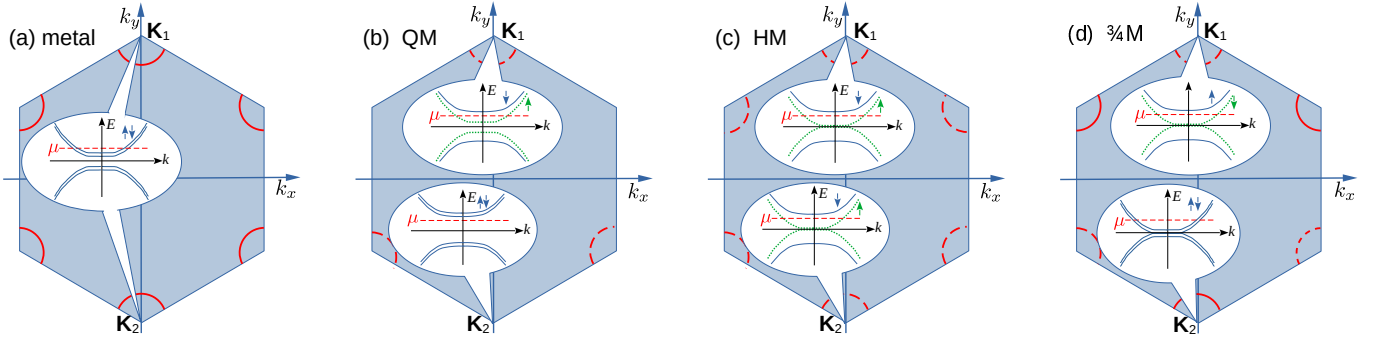 (a) metal
k_y
K₁
E
μ
k
k_x
K₂
(b) QM
k_y
K₁
E
μ
k
k_x
E
μ
k
K₂
(c) HM
k_y
K₁
E
μ
k
k_x
E
μ
k
K₂
(d) ¾M
k_y
K₁
E
μ
k
k_x
E
μ
k
K₂